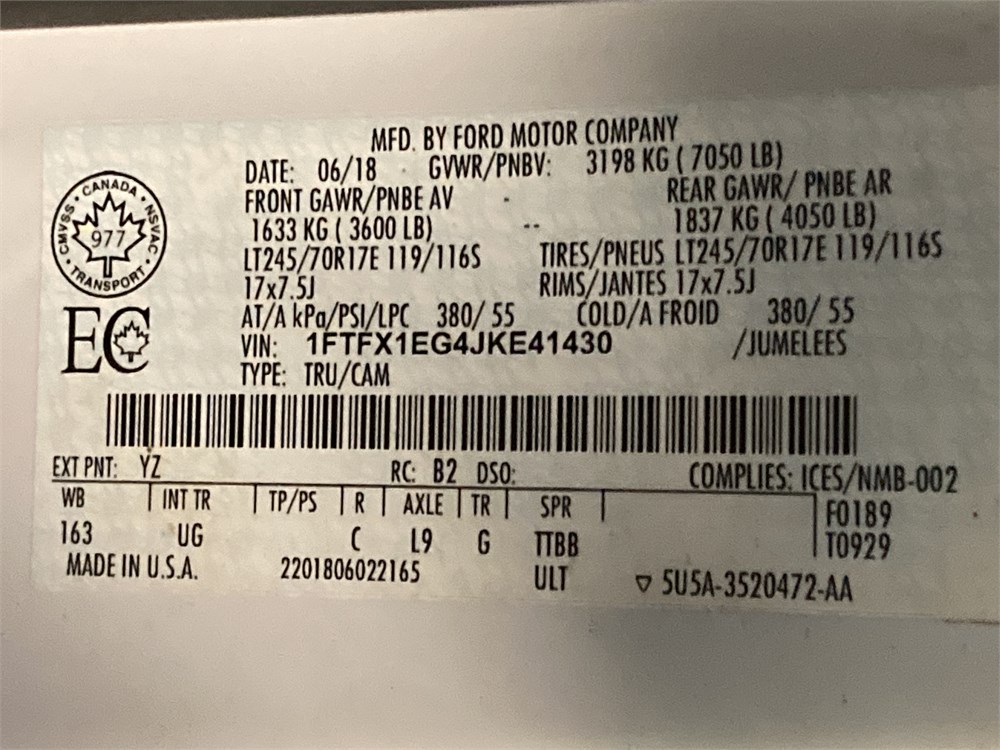 MFD. BY FORD MOTOR COMPANY
DATE: 06/18 GVWR/PNBV: 3198 KG ( 7050 LB)
FRONT GAWR/PNBE AV REAR GAWR/ PNBE AR
1633 KG ( 3600 LB) -- 1837 KG ( 4050 LB)
LT245/70R17E 119/116S TIRES/PNEUS LT245/70R17E 119/116S
17x7.5J RIMS/JANTES 17x7.5J
AT/A kPa/PSI/LPC 380/ 55 COLD/A FROID 380/ 55
VIN: 1FTFX1EG4JKE41430 /JUMELEES
TYPE: TRU/CAM
CANADA
CMVSS • NSVAC
977
TRANSPORT
EC
EXT PNT: YZ RC: B2 DSO: COMPLIES: ICES/NMB-002
WB INT TR TP/PS R AXLE TR SPR F0189
163 UG C L9 G TTBB T0929
MADE IN U.S.A. 2201806022165 ULT ▽ 5U5A-3520472-AA